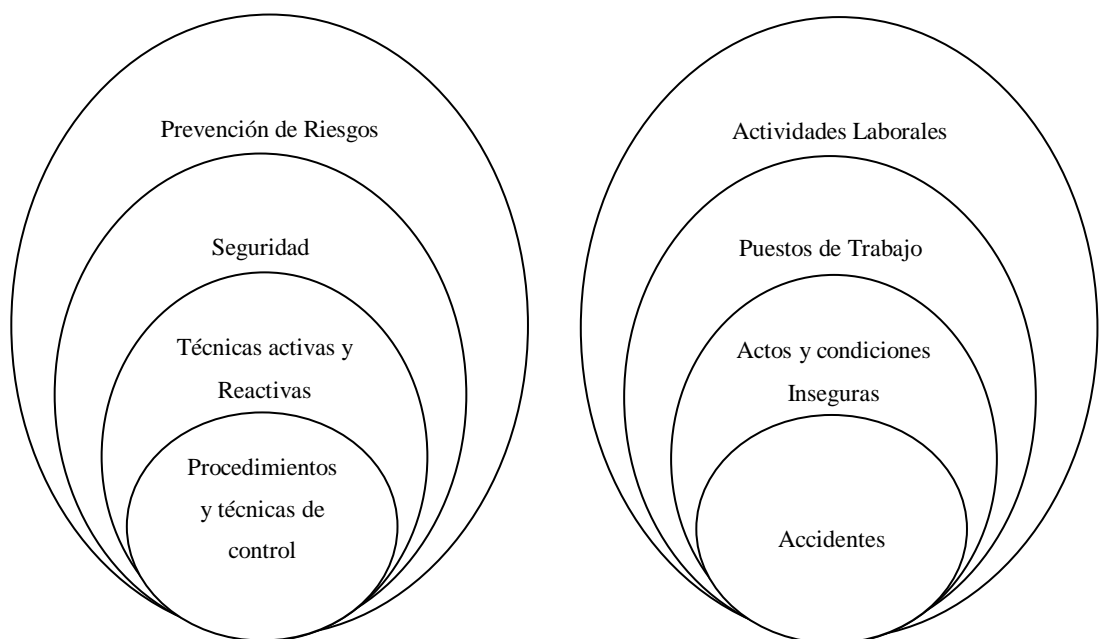 Prevención de Riesgos
Seguridad
Técnicas activas y
Reactivas
Procedimientos
y técnicas de
control
Actividades Laborales
Puestos de Trabajo
Actos y condiciones
Inseguras
Accidentes